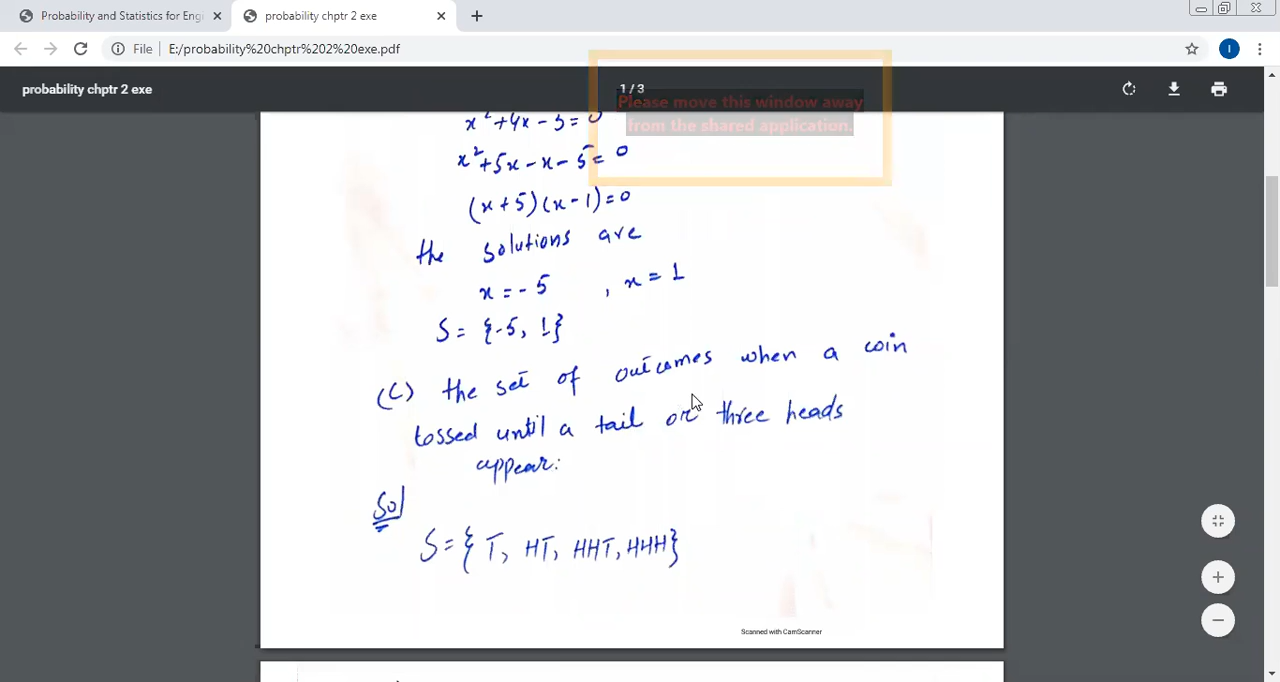 Probability and Statistics for Engi
probability chptr 2 exe
File
E:/probability%20chptr%202%20exe.pdf
I
probability chptr 2 exe
1 / 3
Please move this window away
from the shared application.
x² + 4x - 5 = 0
x² + 5x - x - 5 = 0
(x + 5) (x - 1) = 0
the solutions are
x = - 5 , x = 1
S = {-5, 1}
(C) the set of outcomes when a coin
tossed until a tail or three heads
appear:
Sol
S = { T, HT, HHT, HHH}
Scanned with CamScanner